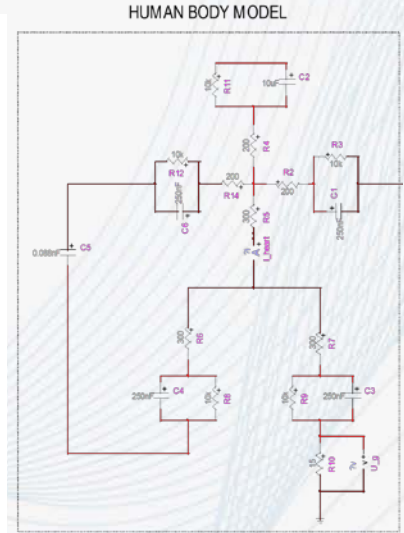 HUMAN BODY MODEL
10k
R11
10uF
C2
200
R4
10k
R12
250nF
C6
200
R14
200
R2
R3
10k
C1
250nF
300
R5
I_heart
?i
A
C5
0.088nF
300
R6
300
R7
250nF
C4
10k
R8
10k
R9
250nF
C3
15
R10
?v
V
U_g